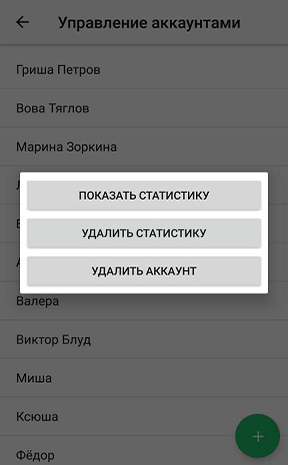 Управление аккаунтами
Гриша Петров
Вова Тяглов
Марина Зоркина
ПОКАЗАТЬ СТАТИСТИКУ
УДАЛИТЬ СТАТИСТИКУ
УДАЛИТЬ АККАУНТ
Валера
Виктор Блуд
Миша
Ксюша
Фёдор